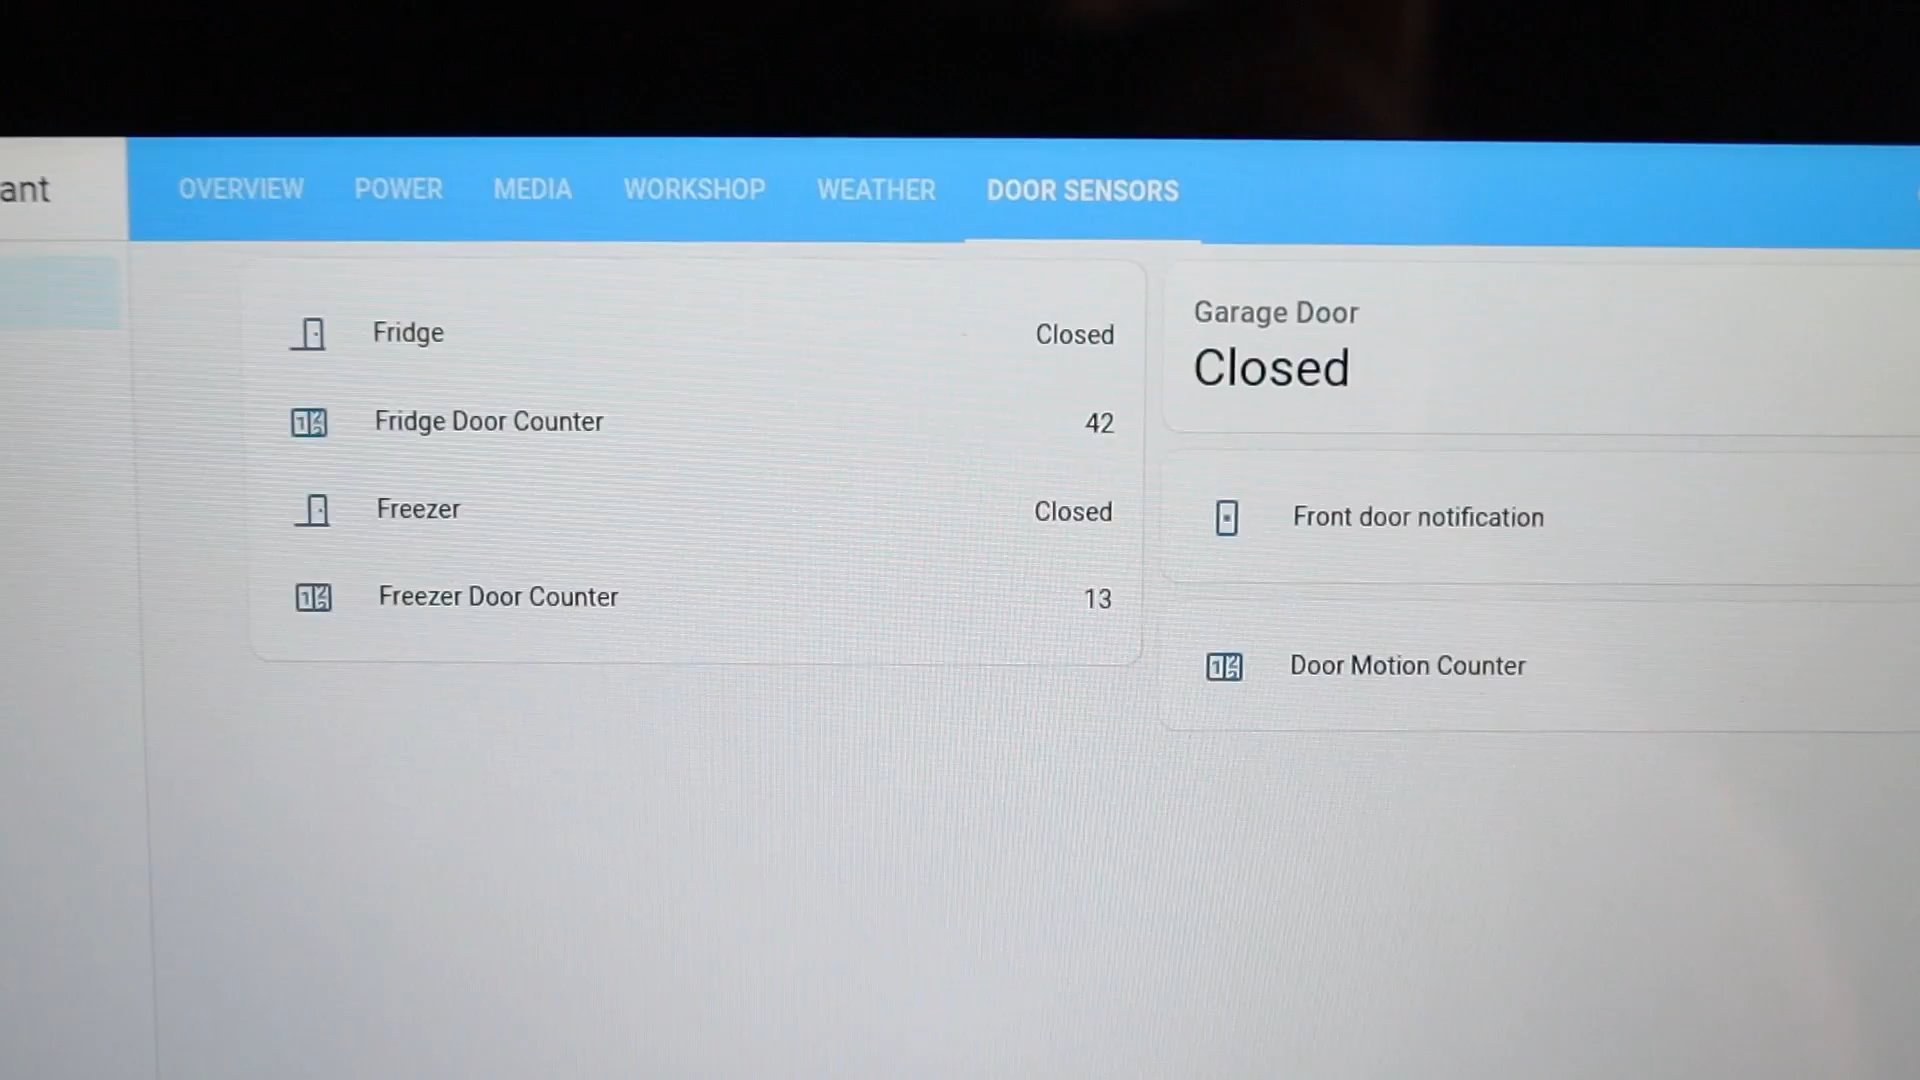 ant
OVERVIEW POWER MEDIA WORKSHOP WEATHER DOOR SENSORS
Fridge Closed
Fridge Door Counter 42
Freezer Closed
Freezer Door Counter 13
Garage Door
Closed
Front door notification
Door Motion Counter